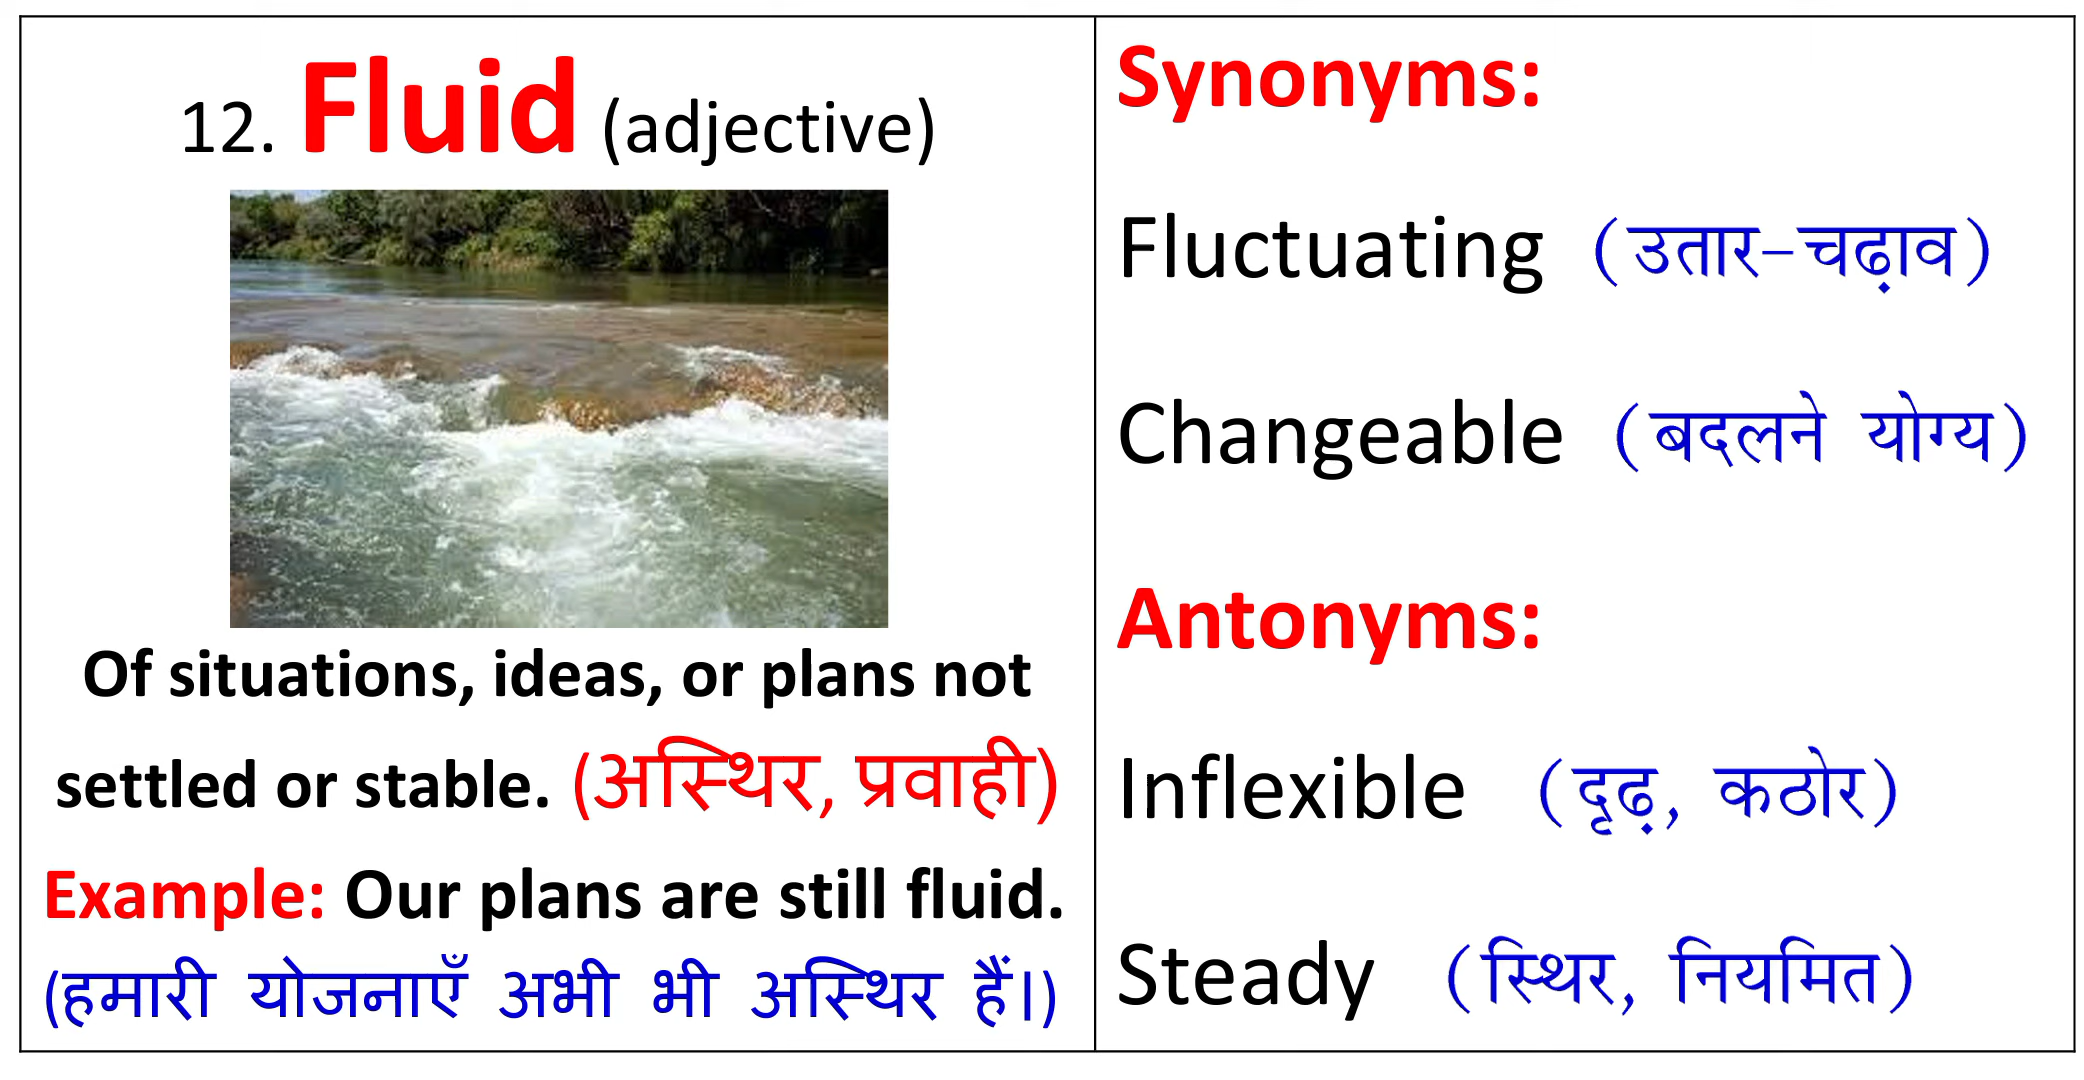 12. Fluid (adjective)
Of situations, ideas, or plans not
settled or stable. (अस्थिर, प्रवाही)
Example: Our plans are still fluid.
(हमारी योजनाएँ अभी भी अस्थिर हैं।)
Synonyms:
Fluctuating (उतार-चढ़ाव)
Changeable (बदलने योग्य)
Antonyms:
Inflexible (दृढ़, कठोर)
Steady (स्थिर, नियमित)